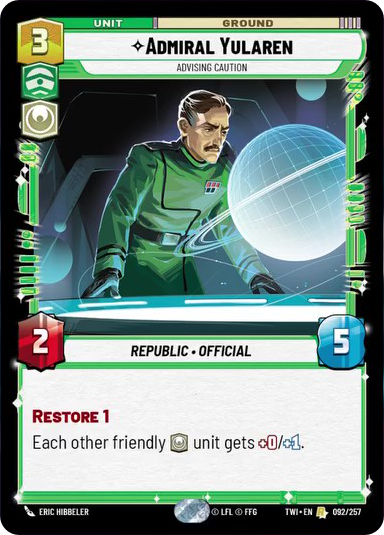 UNIT GROUND
3
✧ADMIRAL YULAREN
ADVISING CAUTION
2
5
REPUBLIC • OFFICIAL
RESTORE 1
Each other friendly unit gets +0/+1.
ERIC HIBBELER © LFL © FFG TWI • EN R 092/257